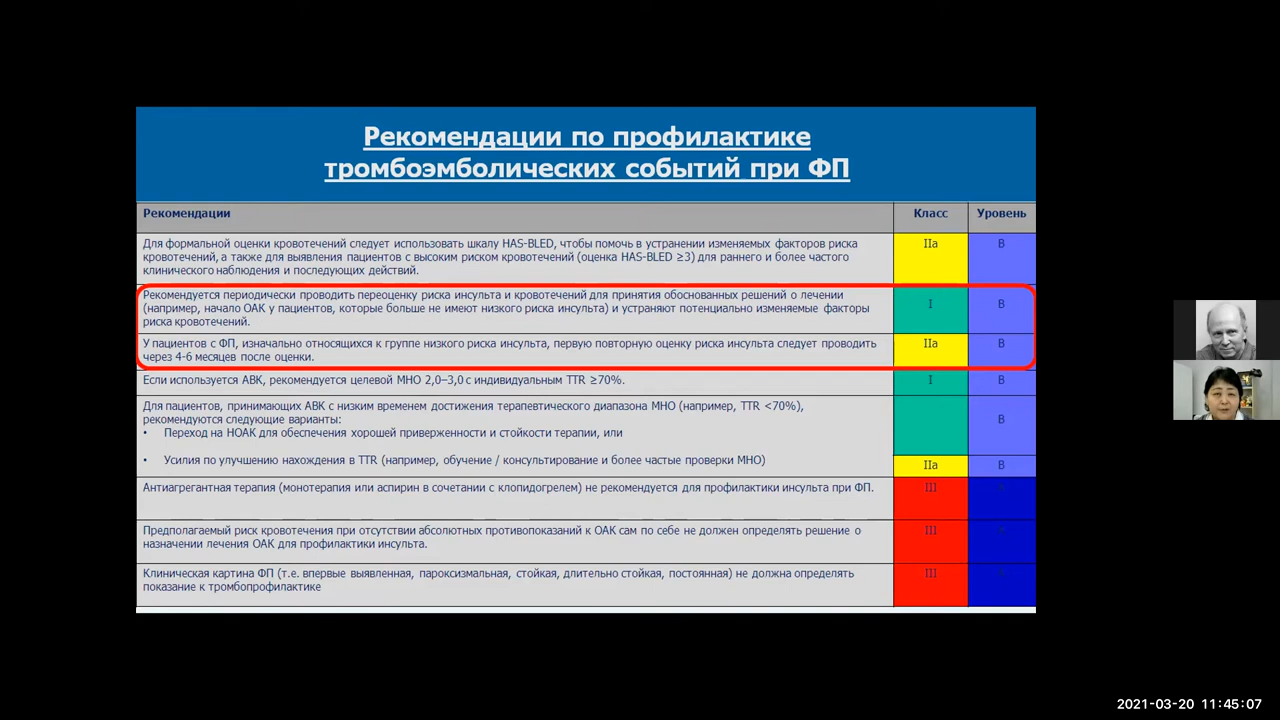 Рекомендации по профилактике
тромбоэмболических событий при ФП
Рекомендации
Класс
Уровень
Для формальной оценки кровотечений следует использовать шкалу HAS-BLED, чтобы помочь в устранении изменяемых факторов риска
кровотечений, а также для выявления пациентов с высоким риском кровотечений (оценка HAS-BLED ≥3) для раннего и более частого
клинического наблюдения и последующих действий.
IIa
B
Рекомендуется периодически проводить переоценку риска инсульта и кровотечений для принятия обоснованных решений о лечении
(например, начало ОАК у пациентов, которые больше не имеют низкого риска инсульта) и устраняют потенциально изменяемые факторы
риска кровотечений.
I
B
У пациентов с ФП, изначально относящихся к группе низкого риска инсульта, первую повторную оценку риска инсульта следует проводить
через 4-6 месяцев после оценки.
IIa
B
Если используется АВК, рекомендуется целевой МНО 2,0–3,0 с индивидуальным TTR ≥70%.
I
B
Для пациентов, принимающих АВК с низким временем достижения терапевтического диапазона МНО (например, TTR <70%),
рекомендуются следующие варианты:
• Переход на НОАК для обеспечения хорошей приверженности и стойкости терапии, или
B
• Усилия по улучшению нахождения в TTR (например, обучение / консультирование и более частые проверки МНО)
IIa
B
Антиагрегантная терапия (монотерапия или аспирин в сочетании с клопидогрелем) не рекомендуется для профилактики инсульта при ФП.
III
Предполагаемый риск кровотечения при отсутствии абсолютных противопоказаний к ОАК сам по себе не должен определять решение о
назначении лечения ОАК для профилактики инсульта.
III
Клиническая картина ФП (т.е. впервые выявленная, пароксизмальная, стойкая, длительно стойкая, постоянная) не должна определять
показание к тромбопрофилактике
III
2021-03-20 11:45:07